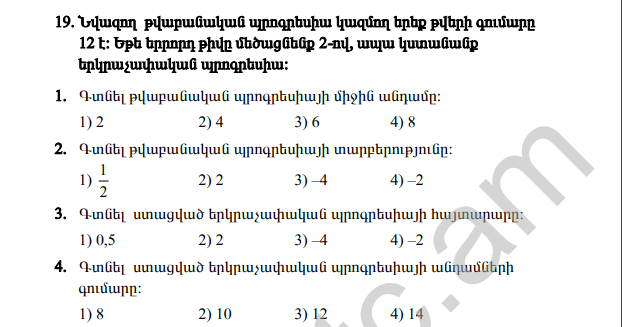 19. Նվազող թվաբանական պրոգրեսիա կազմող երեք թվերի գումարը
12 է: Եթե երրորդ թիվը մեծացնենք 2-ով, ապա կստանանք
երկրաչափական պրոգրեսիա:
1. Գտնել թվաբանական պրոգրեսիայի միջին անդամը:
1) 2 2) 4 3) 6 4) 8
2. Գտնել թվաբանական պրոգրեսիայի տարբերությունը:
1) 1/2 2) 2 3) –4 4) –2
3. Գտնել ստացված երկրաչափական պրոգրեսիայի հայտարարը:
1) 0,5 2) 2 3) –4 4) –2
4. Գտնել ստացված երկրաչափական պրոգրեսիայի անդամների
գումարը:
1) 8 2) 10 3) 12 4) 14